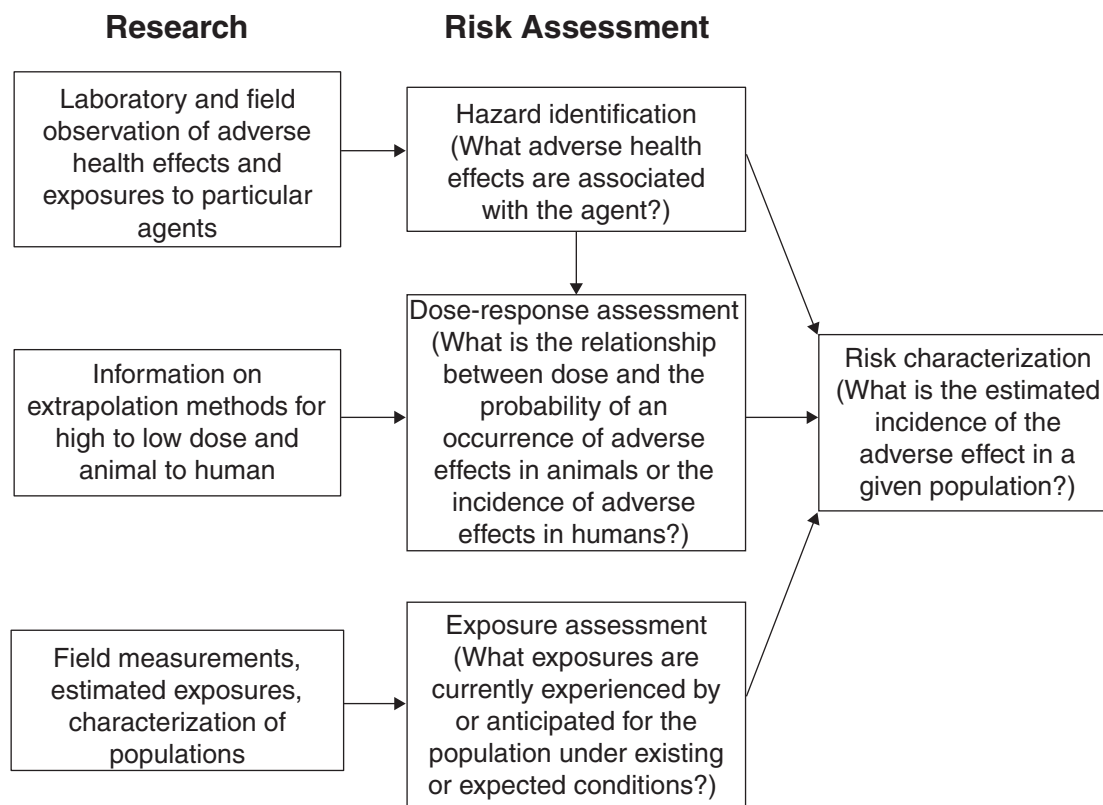 Research
Risk Assessment
Laboratory and field
observation of adverse
health effects and
exposures to particular
agents
Hazard identification
(What adverse health
effects are associated
with the agent?)
Information on
extrapolation methods for
high to low dose and
animal to human
Dose-response assessment
(What is the relationship
between dose and the
probability of an
occurrence of adverse
effects in animals or the
incidence of adverse
effects in humans?)
Risk characterization
(What is the estimated
incidence of the
adverse effect in a
given population?)
Field measurements,
estimated exposures,
characterization of
populations
Exposure assessment
(What exposures are
currently experienced by
or anticipated for the
population under existing
or expected conditions?)